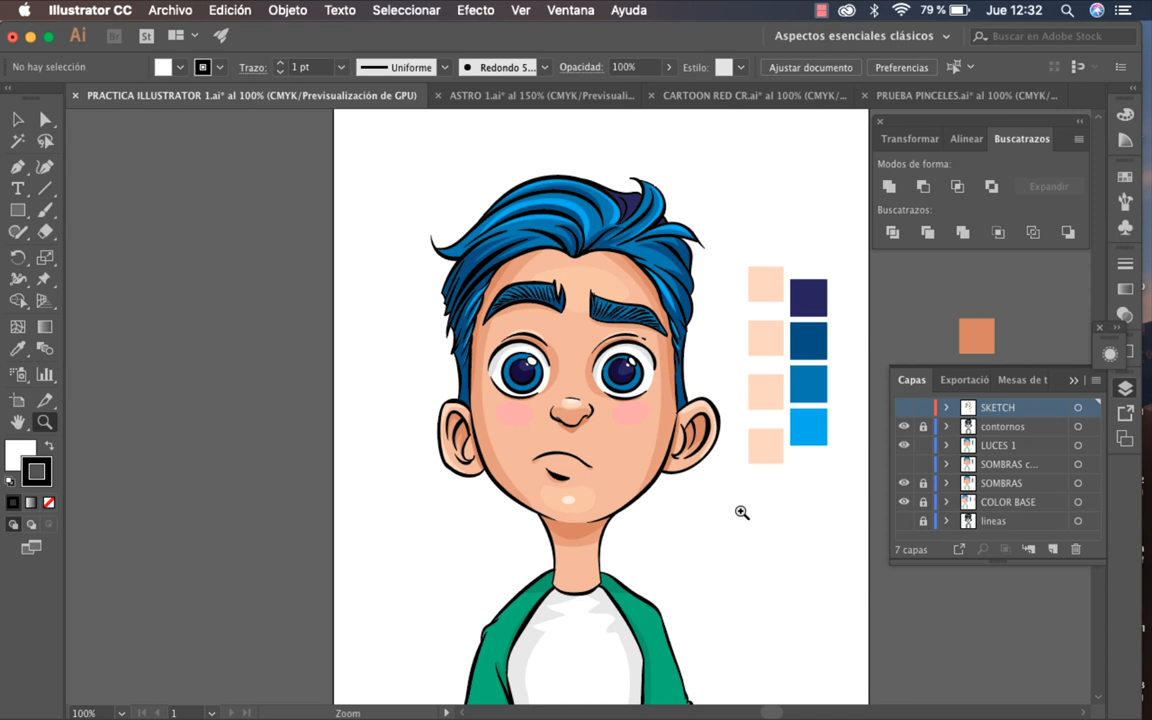 Illustrator CC Archivo Edición Objeto Texto Seleccionar Efecto Ver Ventana Ayuda 79 % Jue 12:32
Ai Br St Aspectos esenciales clásicos Buscar en Adobe Stock
No hay selección Trazo: 1 pt Uniforme Redondo 5... Opacidad: 100% Estilo: Ajustar documento Preferencias
PRACTICA ILLUSTRATOR 1.ai* al 100% (CMYK/Previsualización de GPU) ASTRO 1.ai* al 150% (CMYK/Previsuali... CARTOON RED CR.ai* al 100% (CMYK/... PRUEBA PINCELES.ai* al 100% (CMYK/...
Transformar Alinear Buscatrazos
Modos de forma:
Expandir
Buscatrazos:
Capas Exportació Mesas de t
SKETCH
contornos
LUCES 1
SOMBRAS c...
SOMBRAS
COLOR BASE
lineas
7 capas
100% 1 Zoom